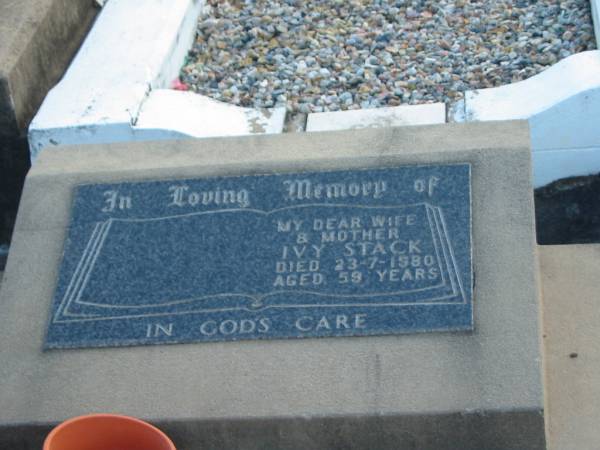 In Loving Memory of
MY DEAR WIFE
& MOTHER
IVY STACK
DIED 23-7-1980
AGED 59 YEARS
IN GODS CARE